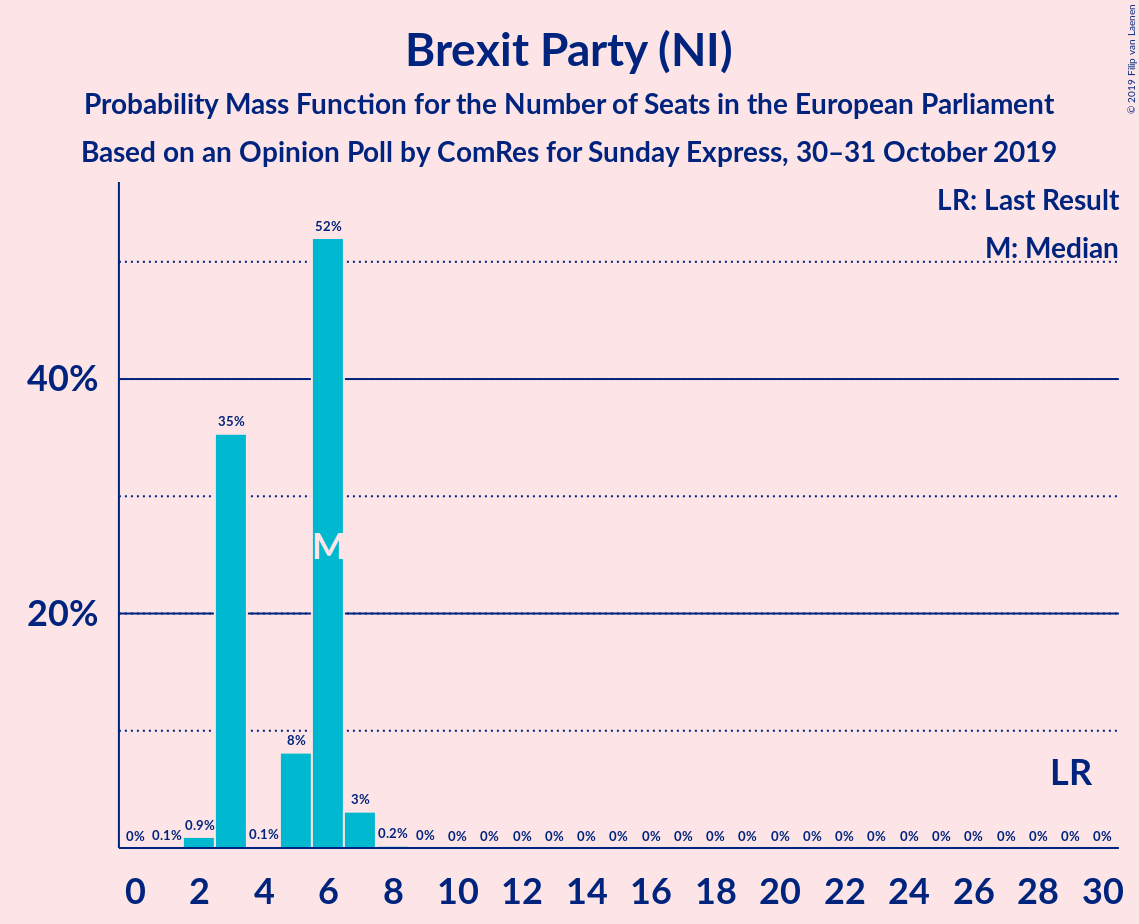 Brexit Party (NI)
Probability Mass Function for the Number of Seats in the European Parliament
Based on an Opinion Poll by ComRes for Sunday Express, 30–31 October 2019
© 2019 Filip van Laenen
LR: Last Result
M: Median
40%
20%
0% 0.1% 0.9% 35% 0.1% 8% 52% 3% 0.2% 0% 0% 0% 0% 0% 0% 0% 0% 0% 0% 0% 0% 0% 0% 0% 0% 0% 0% 0% 0% 0% 0%
M
LR
0 2 4 6 8 10 12 14 16 18 20 22 24 26 28 30